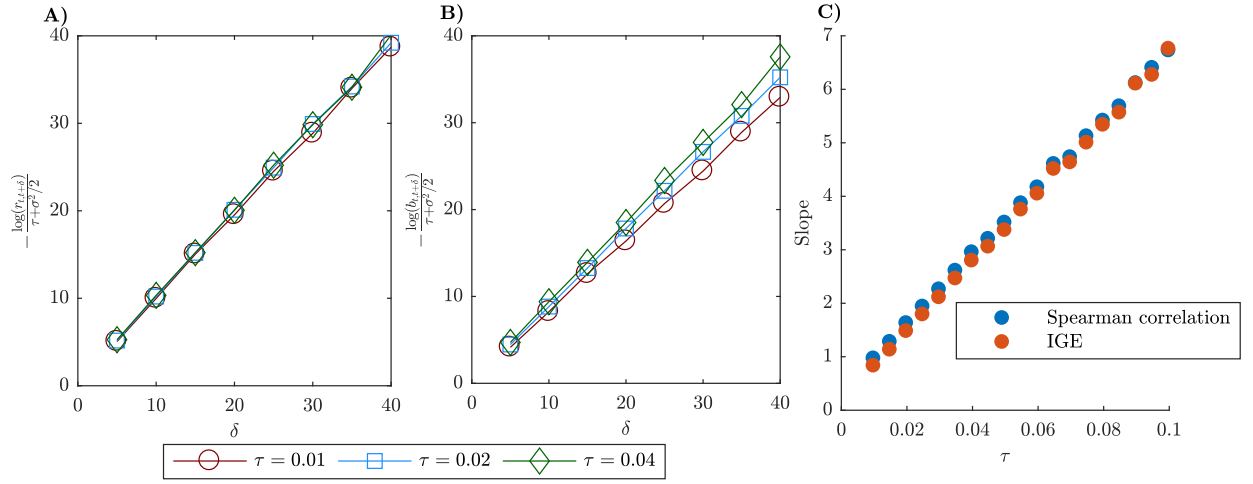 A)
40
30
20
10
0
0 10 20 30 40
δ
− log(r_{t,t+δ}) / τ+σ²/2
B)
40
30
20
10
0
0 10 20 30 40
δ
− log(b_{t,t+δ}) / τ+σ²/2
C)
7
6
5
4
3
2
1
0
0 0.02 0.04 0.06 0.08 0.1
τ
Slope
Spearman correlation
IGE
τ = 0.01 τ = 0.02 τ = 0.04